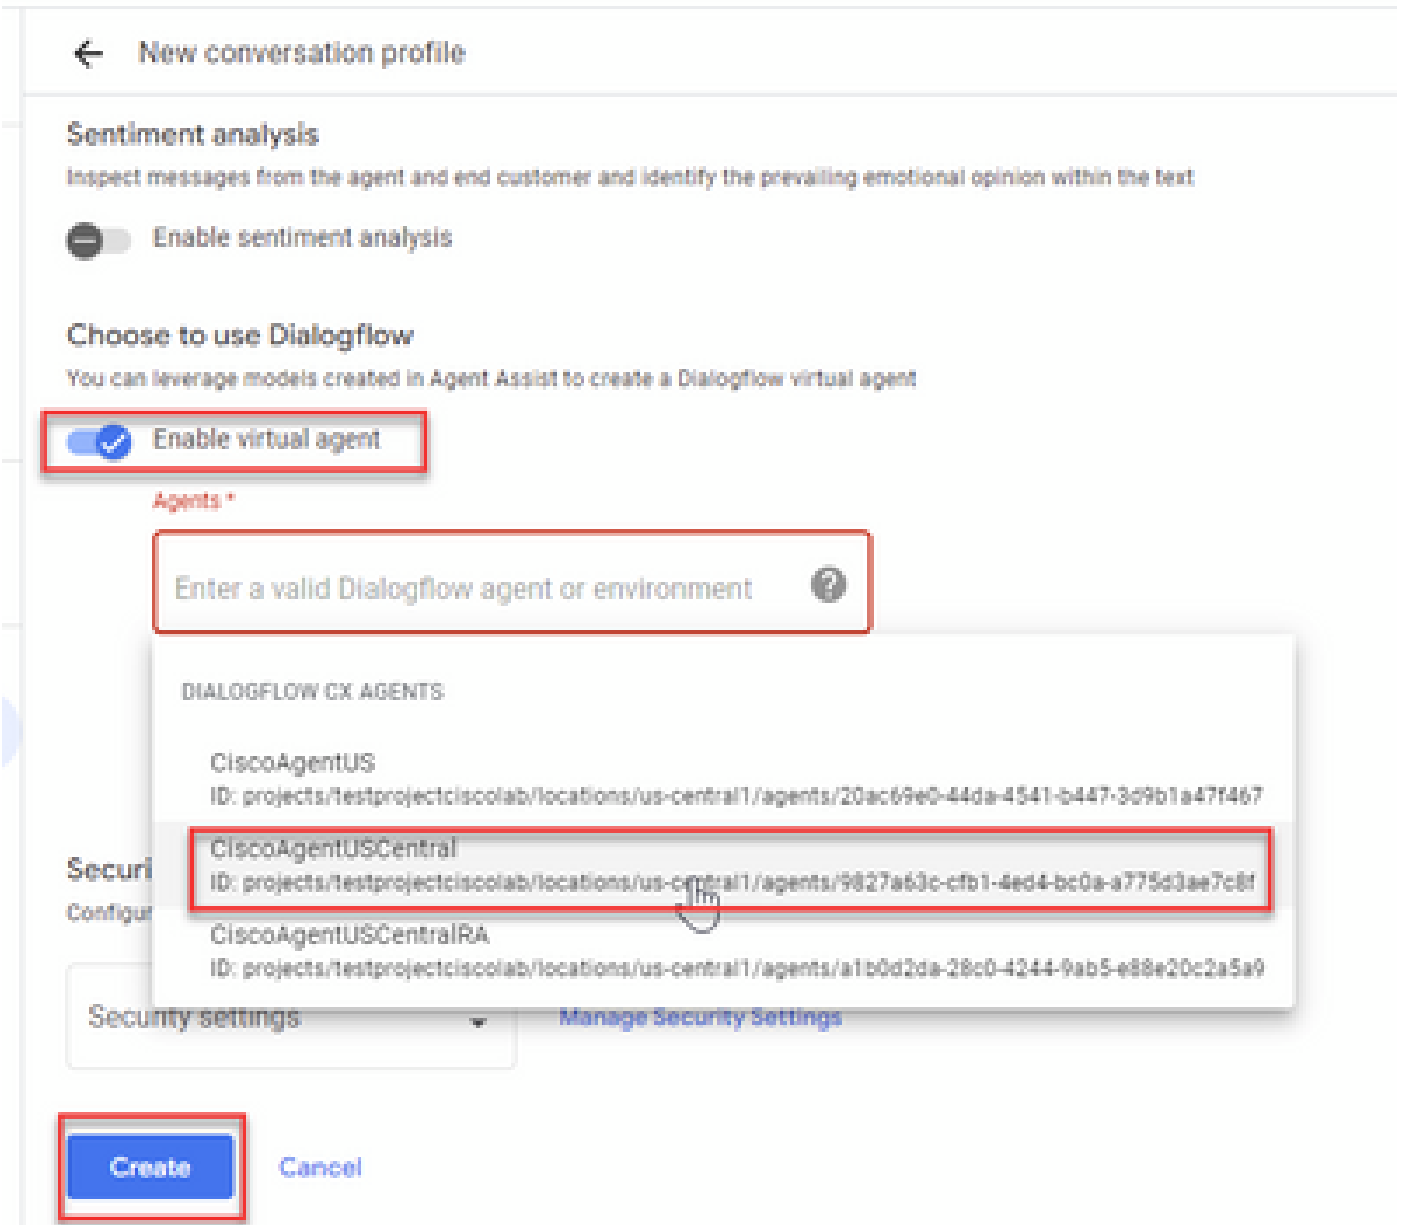 New conversation profile
Sentiment analysis
Inspect messages from the agent and end customer and identify the prevailing emotional opinion within the text
Enable sentiment analysis
Choose to use Dialogflow
You can leverage models created in Agent Assist to create a Dialogflow virtual agent
Enable virtual agent
Agents *
Enter a valid Dialogflow agent or environment
DIALOGFLOW CX AGENTS
CiscoAgentUS
ID: projects/testprojectciscolab/locations/us-central1/agents/20ac69e0-44da-4541-b447-3d9b1a47f467
CiscoAgentUSCentral
ID: projects/testprojectciscolab/locations/us-central1/agents/9827a63c-cfb1-4ed4-bc0a-a775d3ae7c8f
Securi
Configur
CiscoAgentUSCentralRA
ID: projects/testprojectciscolab/locations/us-central1/agents/a1b0d2da-28c0-4244-9ab5-e88e20c2a5a9
Security settings
Manage Security Settings
Create
Cancel